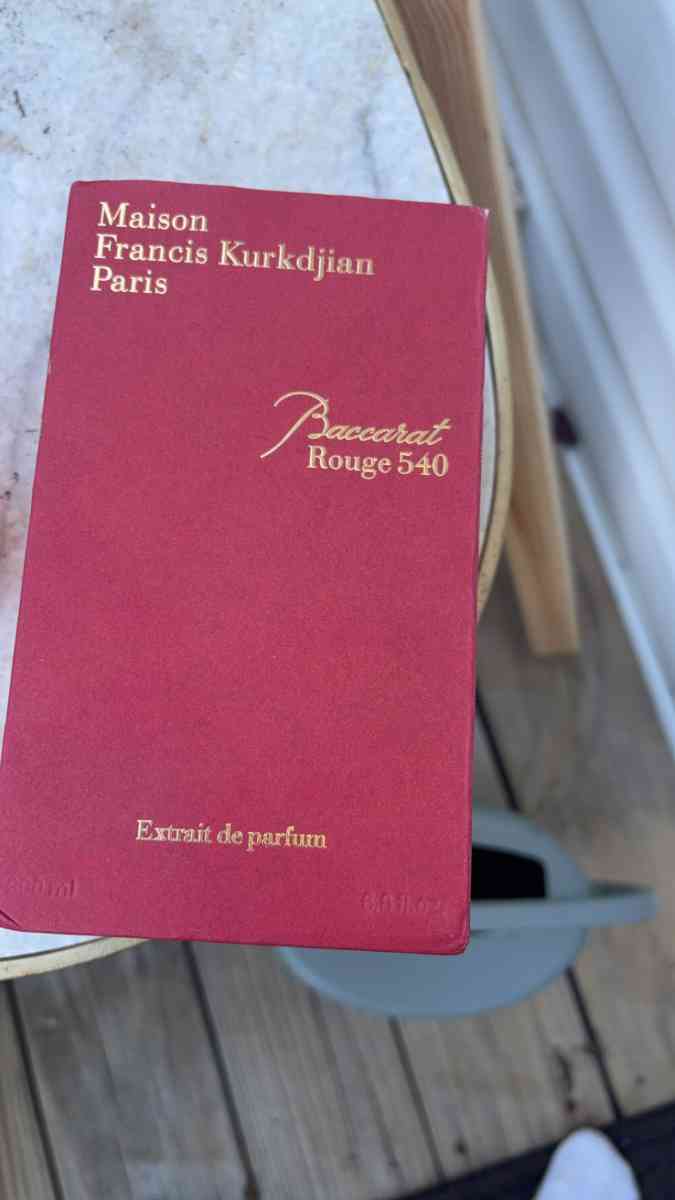 Maison
Francis Kurkdjian
Paris
Baccarat
Rouge 540
Extrait de parfum